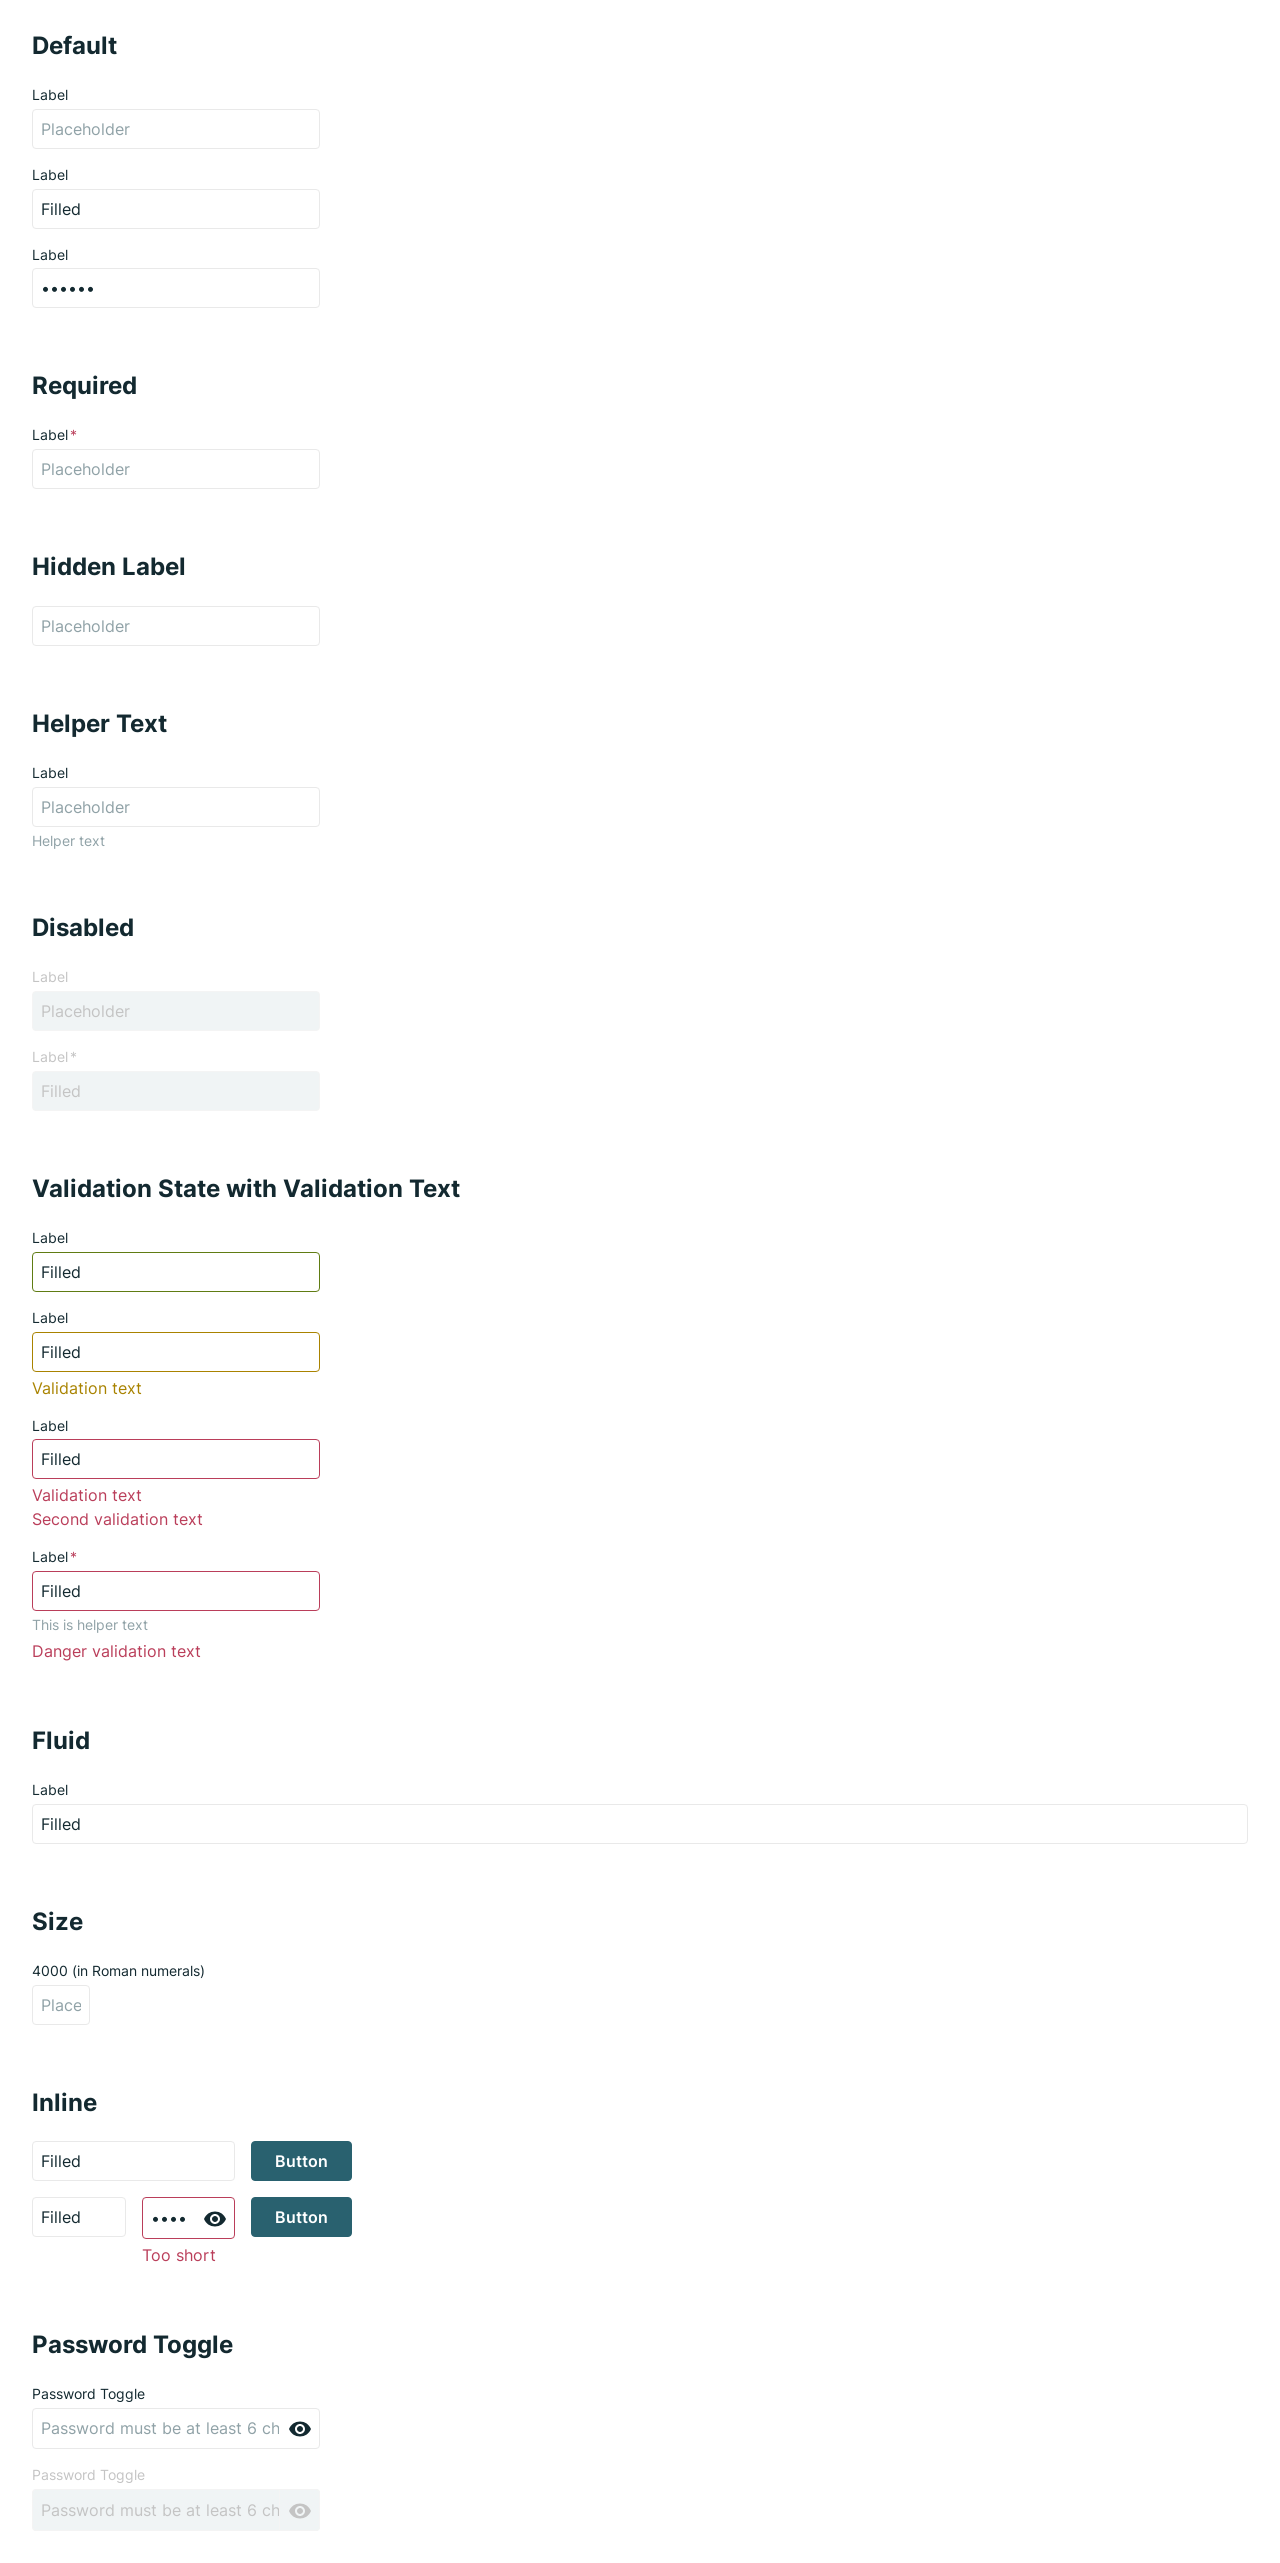 Default
Label
Placeholder
Label
Filled
Label
••••••
Required
Label*
Placeholder
Hidden Label
Placeholder
Helper Text
Label
Placeholder
Helper text
Disabled
Label
Placeholder
Label*
Filled
Validation State with Validation Text
Label
Filled
Label
Filled
Validation text
Label
Filled
Validation text
Second validation text
Label*
Filled
This is helper text
Danger validation text
Fluid
Label
Filled
Size
4000 (in Roman numerals)
Place
Inline
Filled Button
Filled •••• Button
Too short
Password Toggle
Password Toggle
Password must be at least 6 ch
Password Toggle
Password must be at least 6 ch